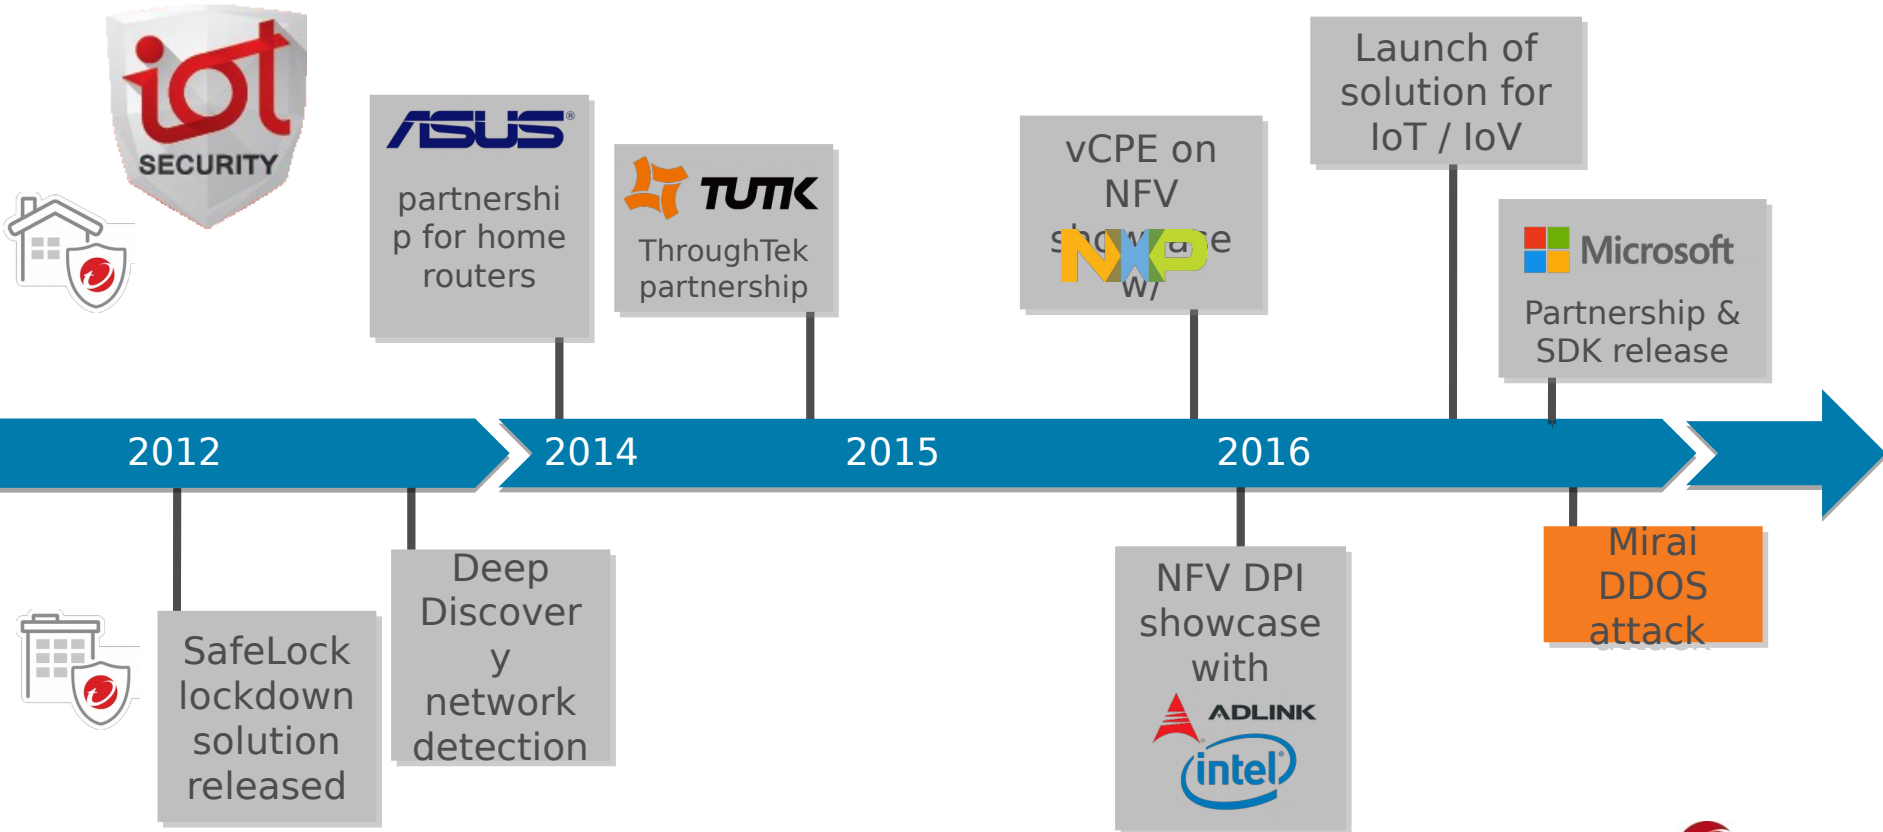 iot
SECURITY
ASUS®
partnershi
p for home
routers
TUTK
ThroughTek
partnership
vCPE on
NFV
showcase
NXP
w/
Launch of
solution for
IoT / IoV
Microsoft
Partnership &
SDK release
2012
2014
2015
2016
SafeLock
lockdown
solution
released
Deep
Discover
y
network
detection
NFV DPI
showcase
with
ADLINK
intel®
Mirai
DDOS
attack